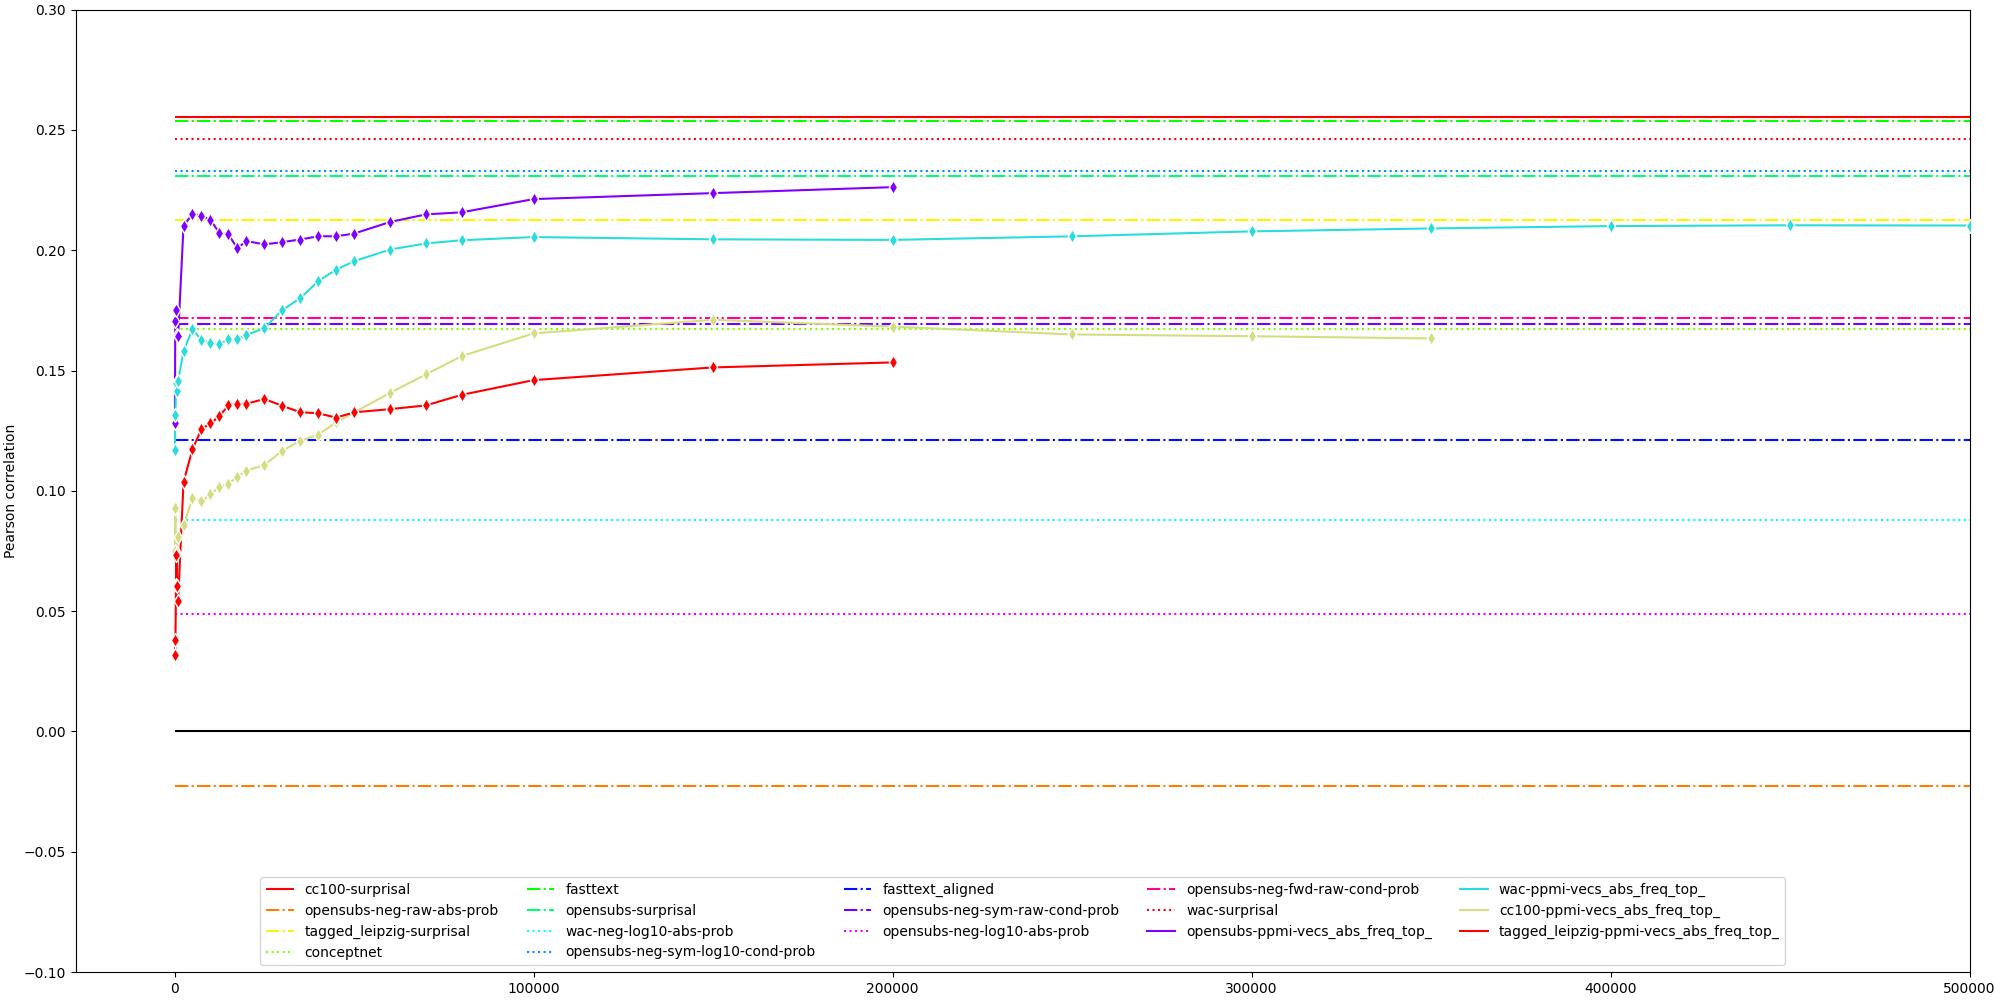 0.30
0.25
0.20
0.15
0.10
0.05
0.00
−0.05
−0.10
Pearson correlation
0 100000 200000 300000 400000 500000
cc100-surprisal
opensubs-neg-raw-abs-prob
tagged_leipzig-surprisal
conceptnet
fasttext
opensubs-surprisal
wac-neg-log10-abs-prob
opensubs-neg-sym-log10-cond-prob
fasttext_aligned
opensubs-neg-sym-raw-cond-prob
opensubs-neg-log10-abs-prob
opensubs-neg-fwd-raw-cond-prob
wac-surprisal
opensubs-ppmi-vecs_abs_freq_top_
wac-ppmi-vecs_abs_freq_top_
cc100-ppmi-vecs_abs_freq_top_
tagged_leipzig-ppmi-vecs_abs_freq_top_